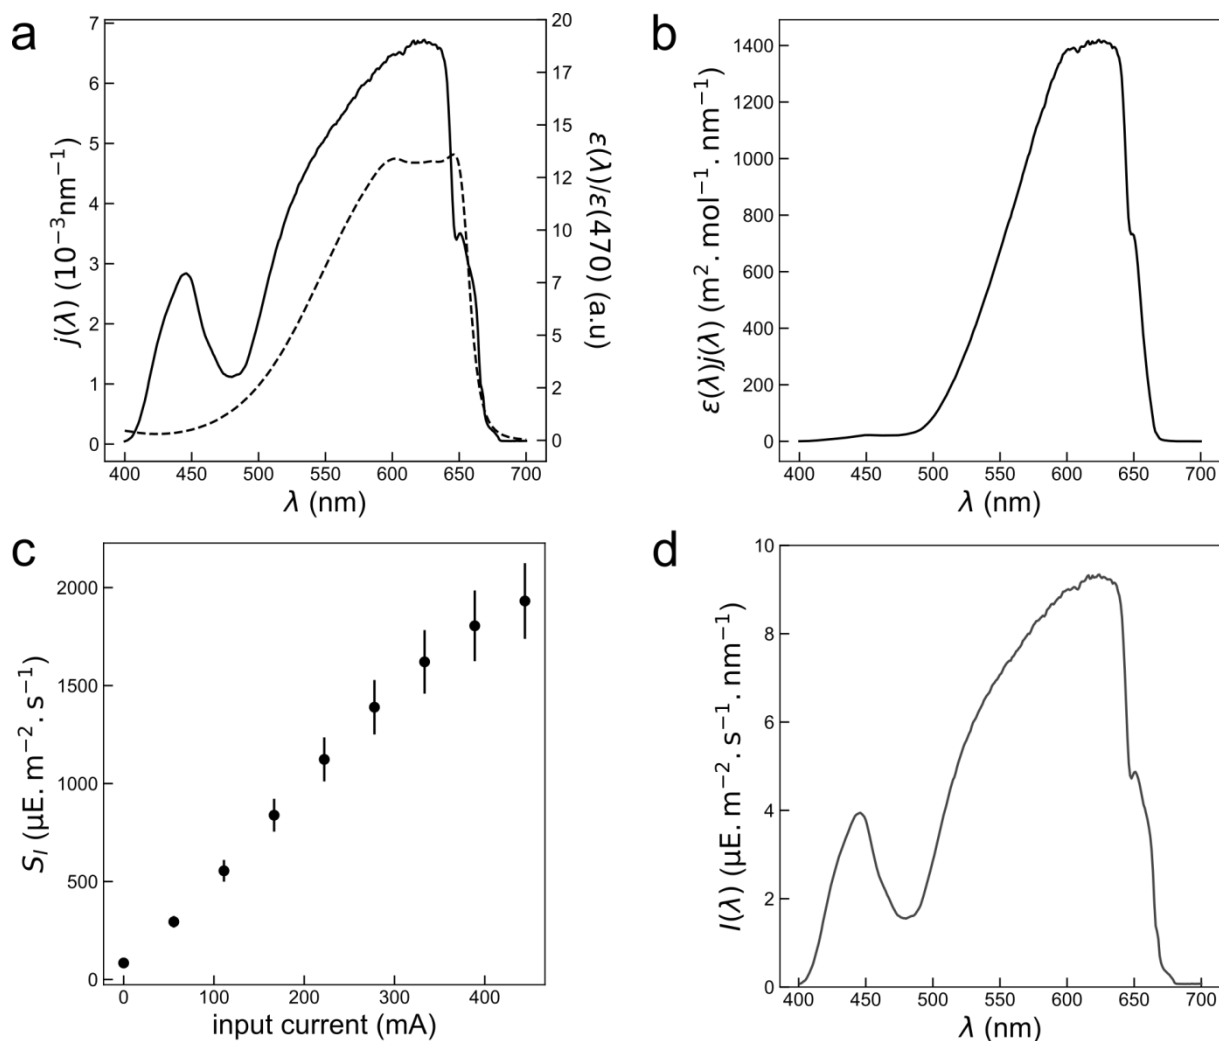 a
7
6
5
4
3
2
1
0
j(λ) (10⁻³nm⁻¹)
20
17
15
12
10
7
5
2
0
ε(λ)/ε(470) (a.u)
400 450 500 550 600 650 700
λ (nm)
b
1400
1200
1000
800
600
400
200
0
ε(λ)j(λ) (m². mol⁻¹. nm⁻¹)
400 450 500 550 600 650 700
λ (nm)
c
2000
1500
1000
500
0
S_I (µE. m⁻². s⁻¹)
0 100 200 300 400
input current (mA)
d
10
8
6
4
2
0
I(λ) (µE. m⁻². s⁻¹. nm⁻¹)
400 450 500 550 600 650 700
λ (nm)